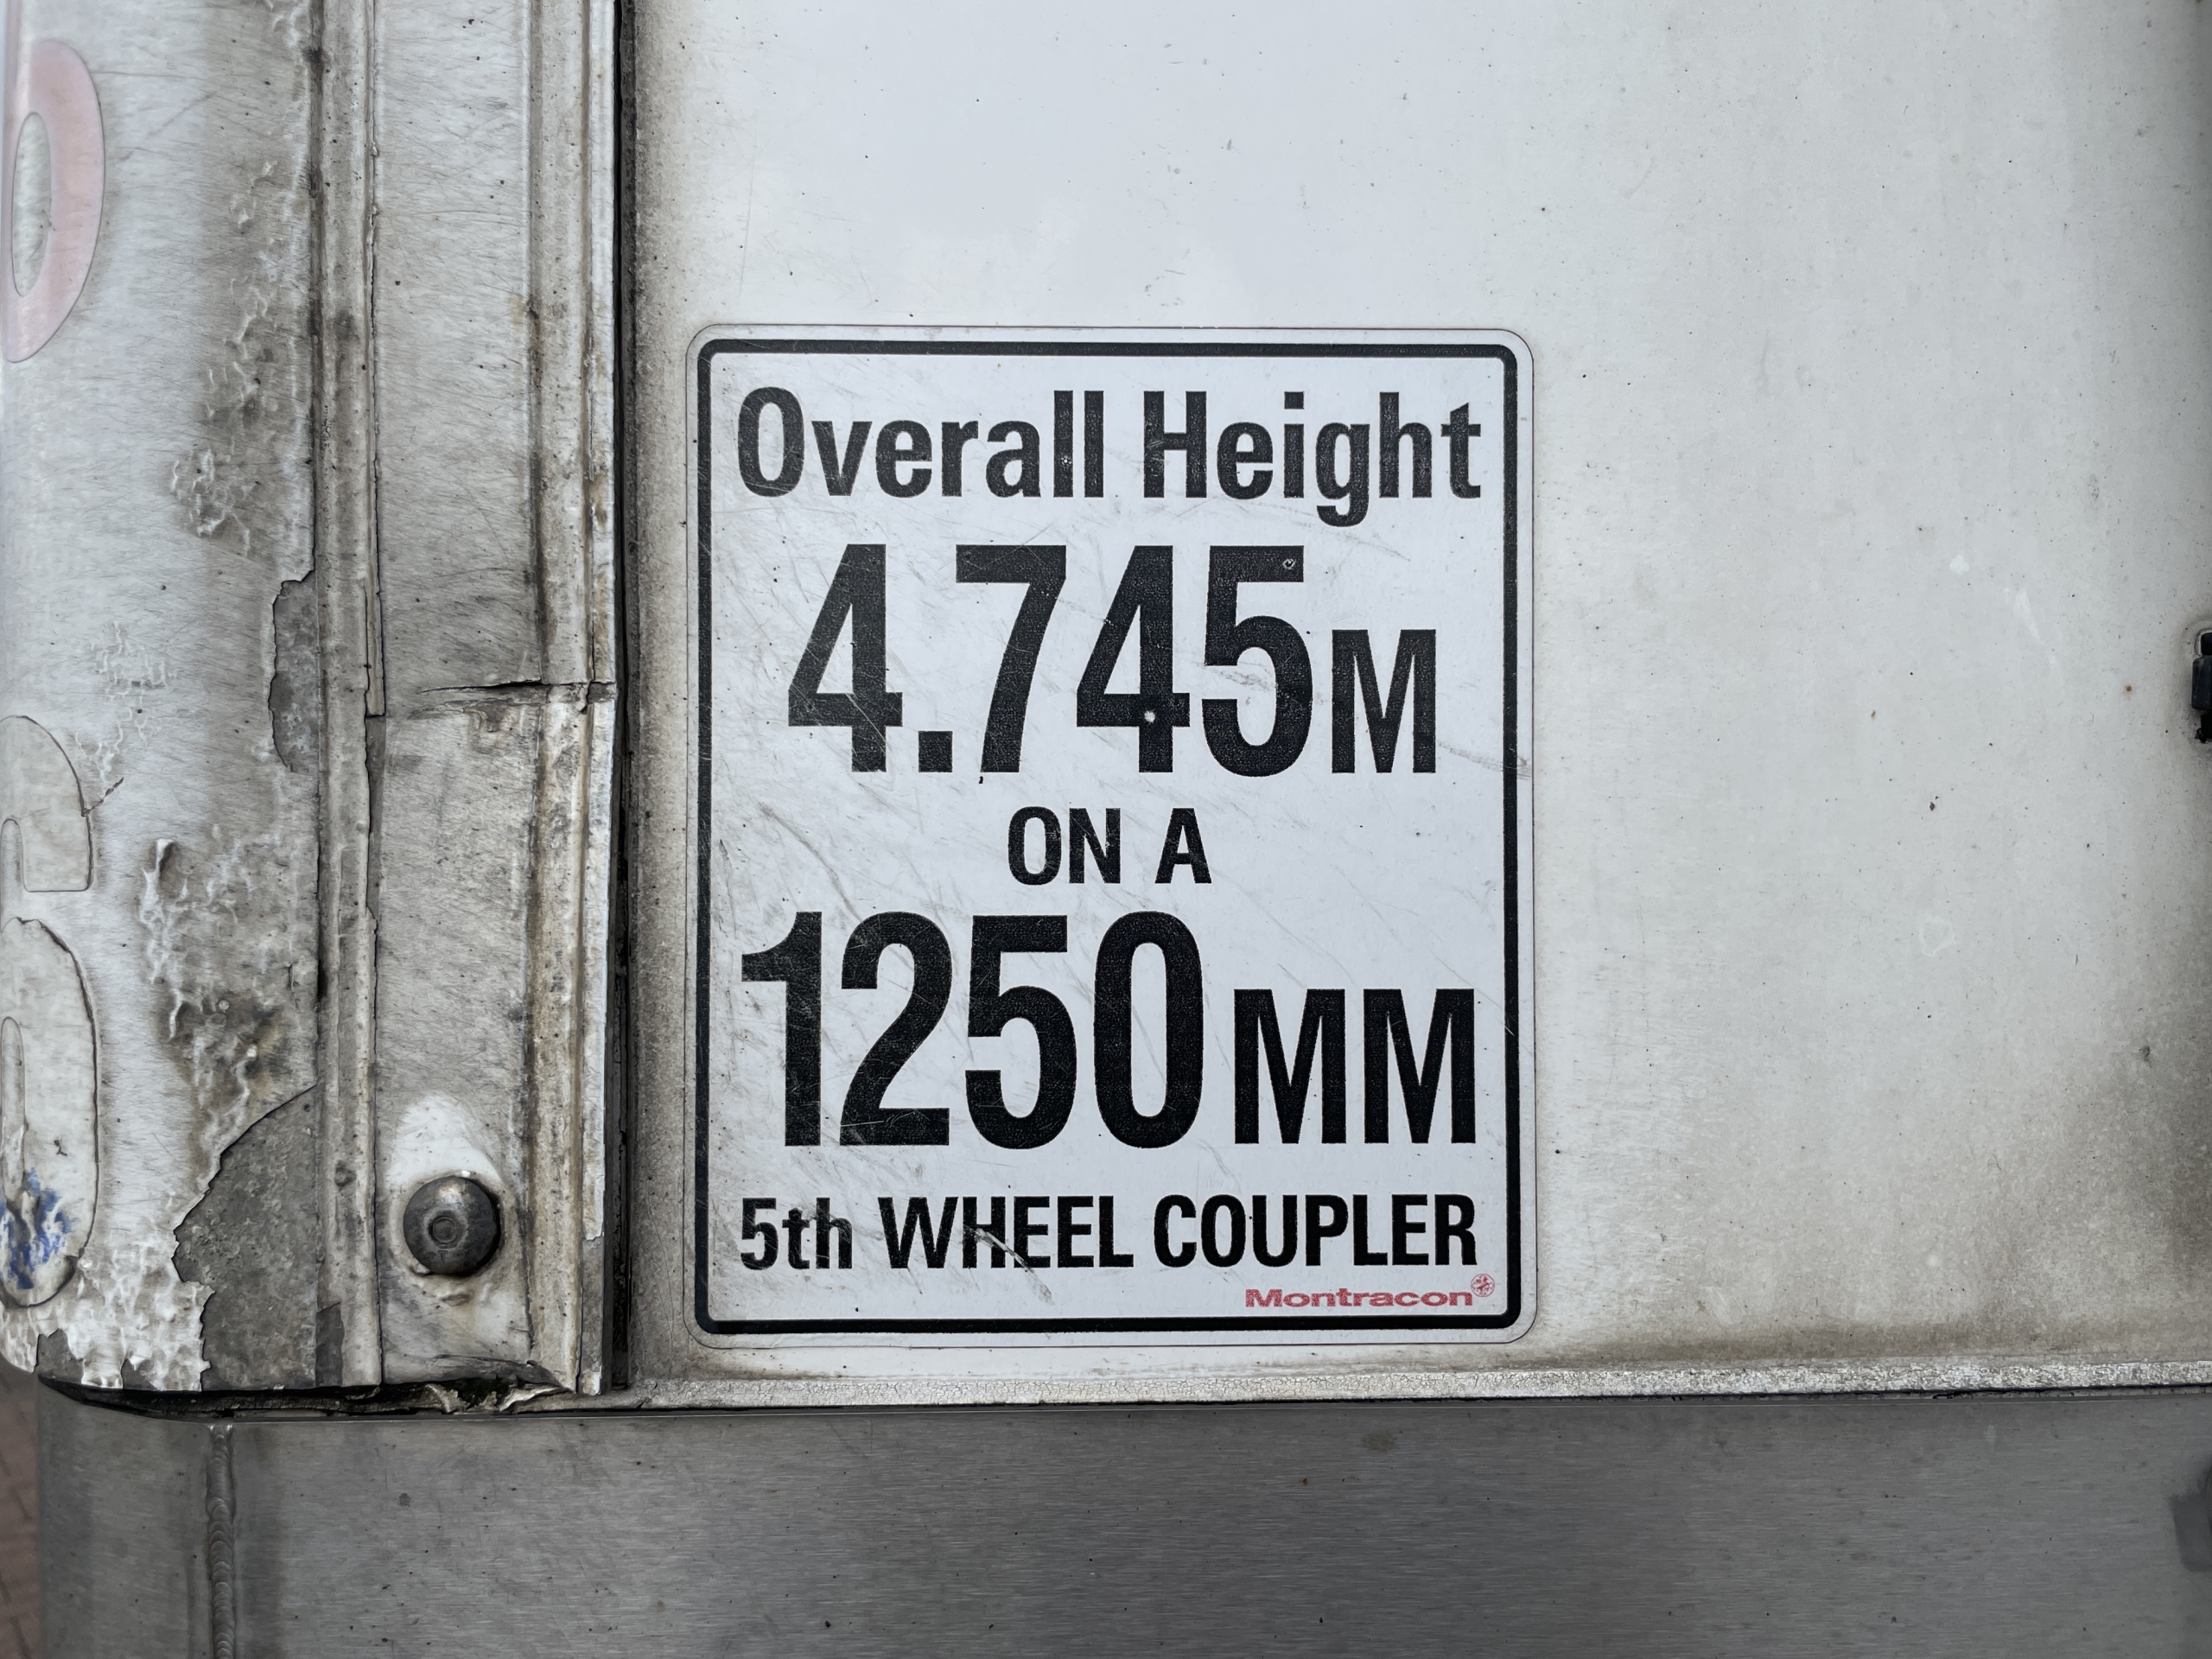 Overall Height
4.745M
ON A
1250MM
5th WHEEL COUPLER
Montracon